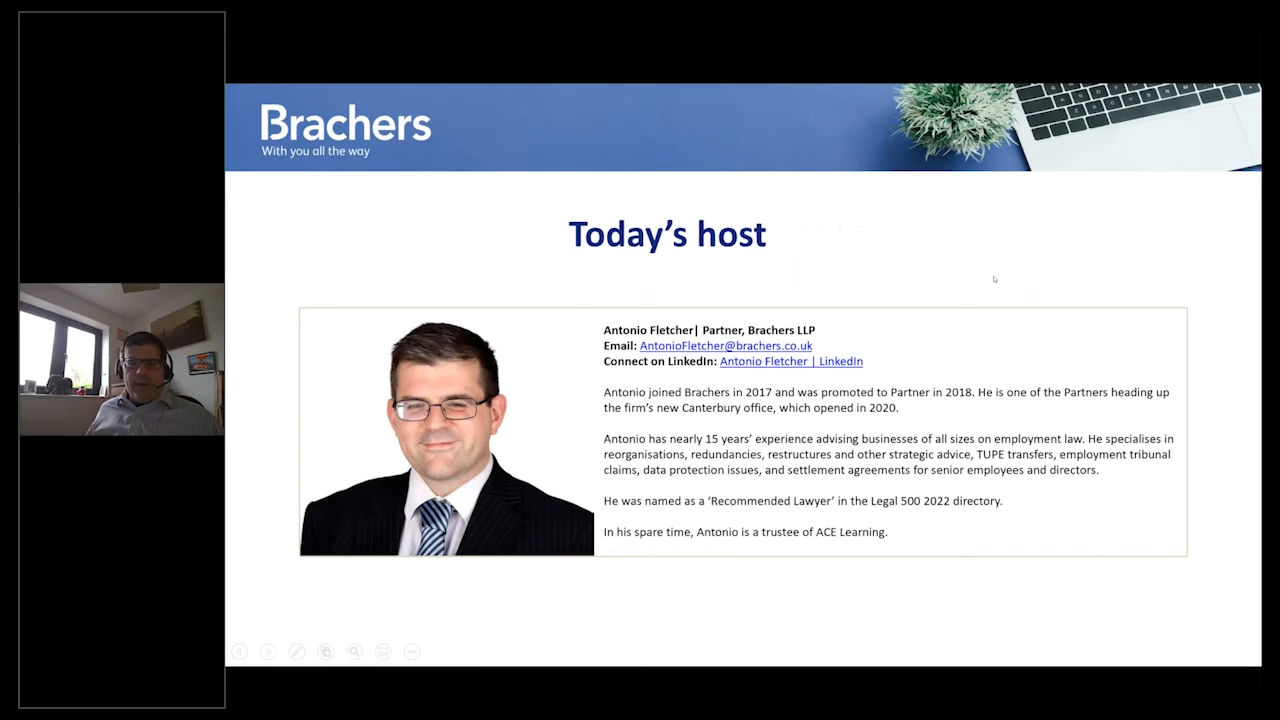 Brachers
With you all the way
Today's host
Antonio Fletcher| Partner, Brachers LLP
Email: AntonioFletcher@brachers.co.uk
Connect on LinkedIn: Antonio Fletcher | LinkedIn
Antonio joined Brachers in 2017 and was promoted to Partner in 2018. He is one of the Partners heading up
the firm's new Canterbury office, which opened in 2020.
Antonio has nearly 15 years' experience advising businesses of all sizes on employment law. He specialises in
reorganisations, redundancies, restructures and other strategic advice, TUPE transfers, employment tribunal
claims, data protection issues, and settlement agreements for senior employees and directors.
He was named as a 'Recommended Lawyer' in the Legal 500 2022 directory.
In his spare time, Antonio is a trustee of ACE Learning.